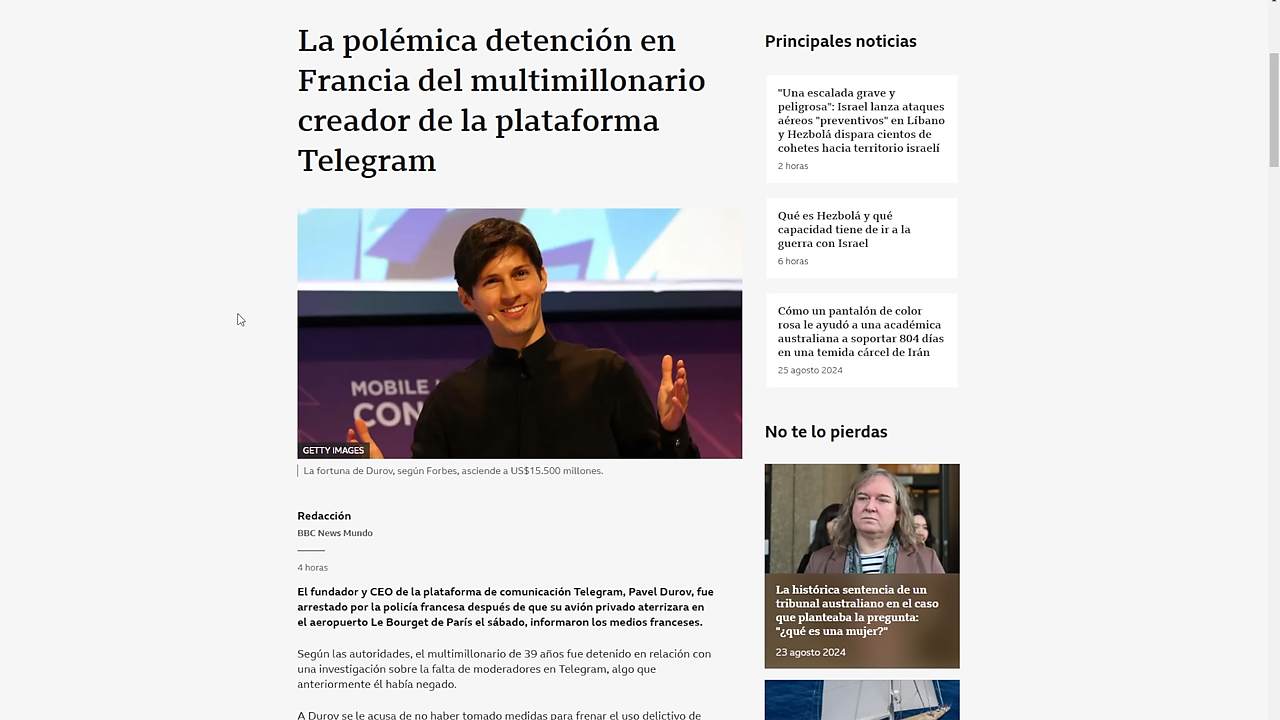 La polémica detención en
Francia del multimillonario
creador de la plataforma
Telegram
MOBILE
CON
GETTY IMAGES
La fortuna de Durov, según Forbes, asciende a US$15.500 millones.
Redacción
BBC News Mundo
4 horas
El fundador y CEO de la plataforma de comunicación Telegram, Pavel Durov, fue
arrestado por la policía francesa después de que su avión privado aterrizara en
el aeropuerto Le Bourget de París el sábado, informaron los medios franceses.
Según las autoridades, el multimillonario de 39 años fue detenido en relación con
una investigación sobre la falta de moderadores en Telegram, algo que
anteriormente él había negado.
A Durov se le acusa de no haber tomado medidas para frenar el uso delictivo de
Principales noticias
"Una escalada grave y
peligrosa": Israel lanza ataques
aéreos "preventivos" en Líbano
y Hezbolá dispara cientos de
cohetes hacia territorio israelí
2 horas
Qué es Hezbolá y qué
capacidad tiene de ir a la
guerra con Israel
6 horas
Cómo un pantalón de color
rosa le ayudó a una académica
australiana a soportar 804 días
en una temida cárcel de Irán
25 agosto 2024
No te lo pierdas
La histórica sentencia de un
tribunal australiano en el caso
que planteaba la pregunta:
"¿qué es una mujer?"
23 agosto 2024